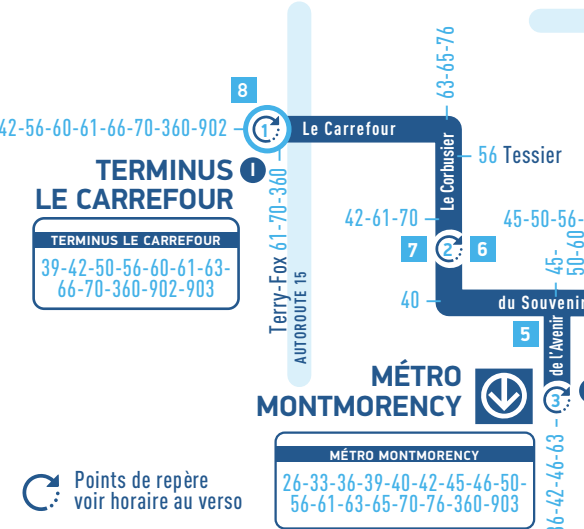 63-65-76
8
42-56-60-61-66-70-360-902
1
Le Carrefour
Le Corbusier
56 Tessier
TERMINUS
LE CARREFOUR
I
TERMINUS LE CARREFOUR
39-42-50-56-60-61-63-
66-70-360-902-903
Terry-Fox 61-70-360
AUTOROUTE 15
42-61-70
7
2
6
45-50-56-
45-
50-60
40
du Souvenir
5
de l'Avenir
MÉTRO
MONTMORENCY
3
MÉTRO MONTMORENCY
26-33-36-39-40-42-45-46-50-
56-61-63-65-70-76-360-903
36-42-46-63
Points de repère
voir horaire au verso